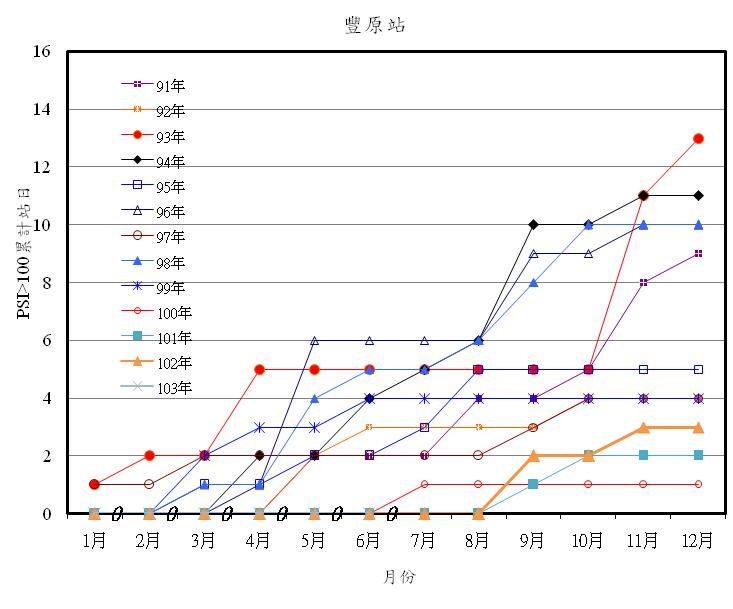 豐原站
PSI>100累計站日
16
14
12
10
8
6
4
2
0
91年
92年
93年
94年
95年
96年
97年
98年
99年
100年
101年
102年
103年
0 0 0 0 0 0
1月 2月 3月 4月 5月 6月 7月 8月 9月 10月 11月 12月
月份